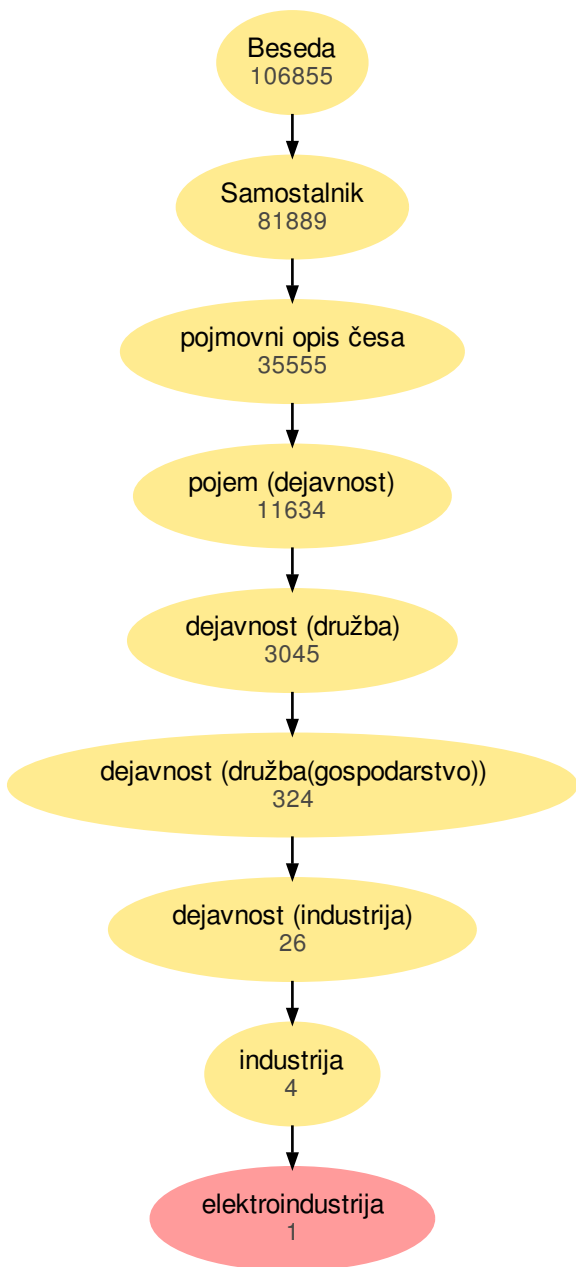 Beseda
106855
Samostalnik
81889
pojmovni opis česa
35555
pojem (dejavnost)
11634
dejavnost (družba)
3045
dejavnost (družba(gospodarstvo))
324
dejavnost (industrija)
26
industrija
4
elektroindustrija
1